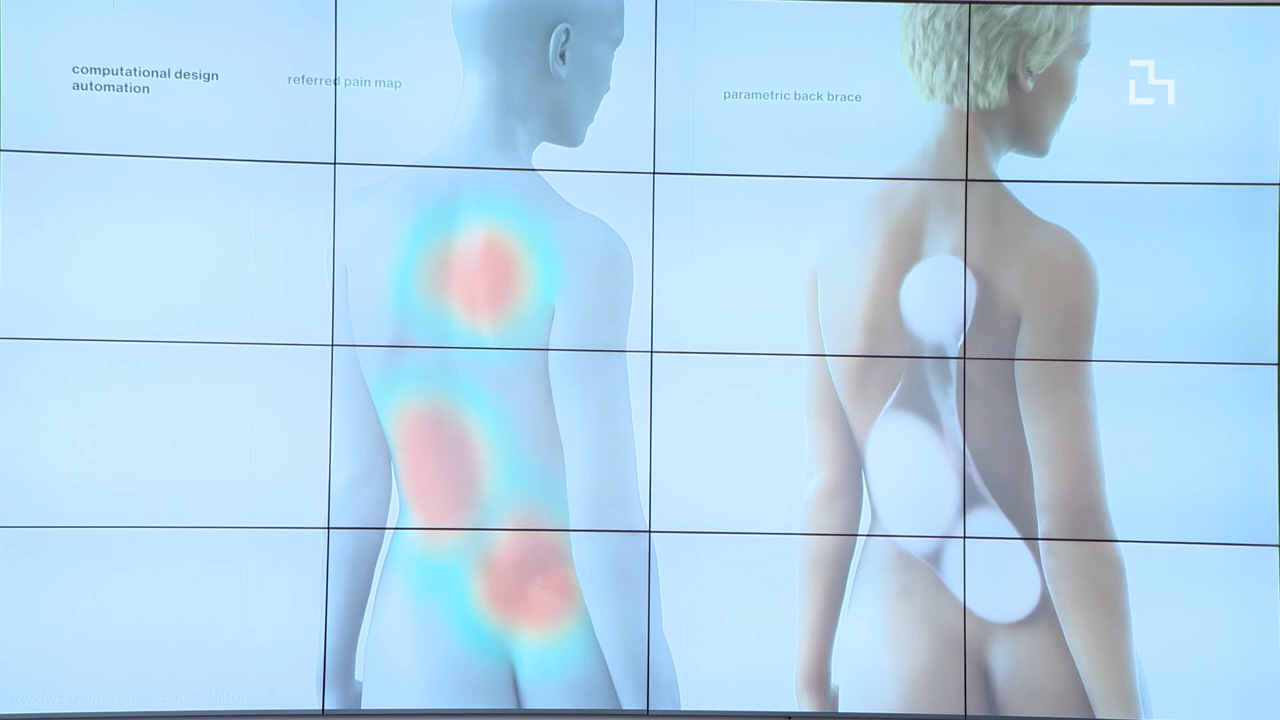 computational design
automation
referred pain map
parametric back brace